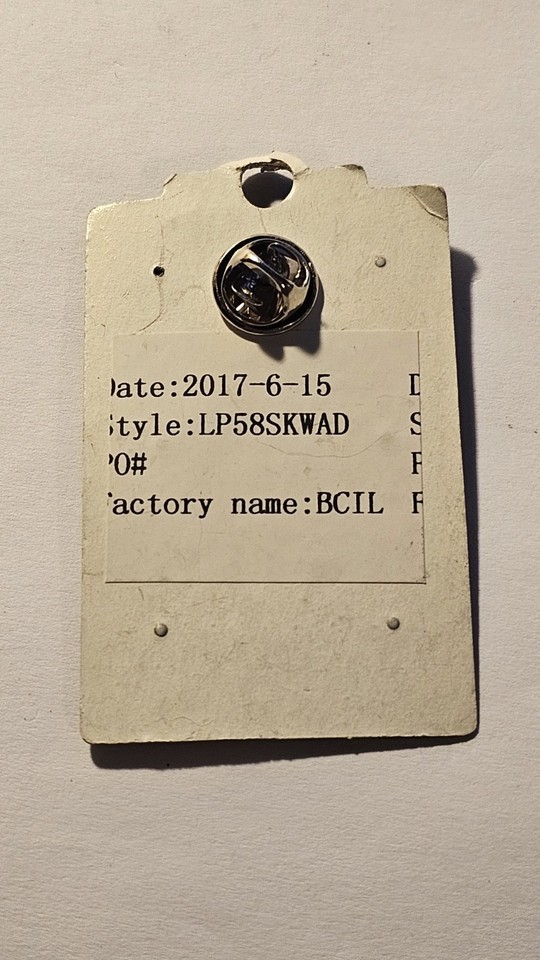 Date:2017-6-15 D
Style:LP58SKWAD S
PO# P
Factory name:BCIL F